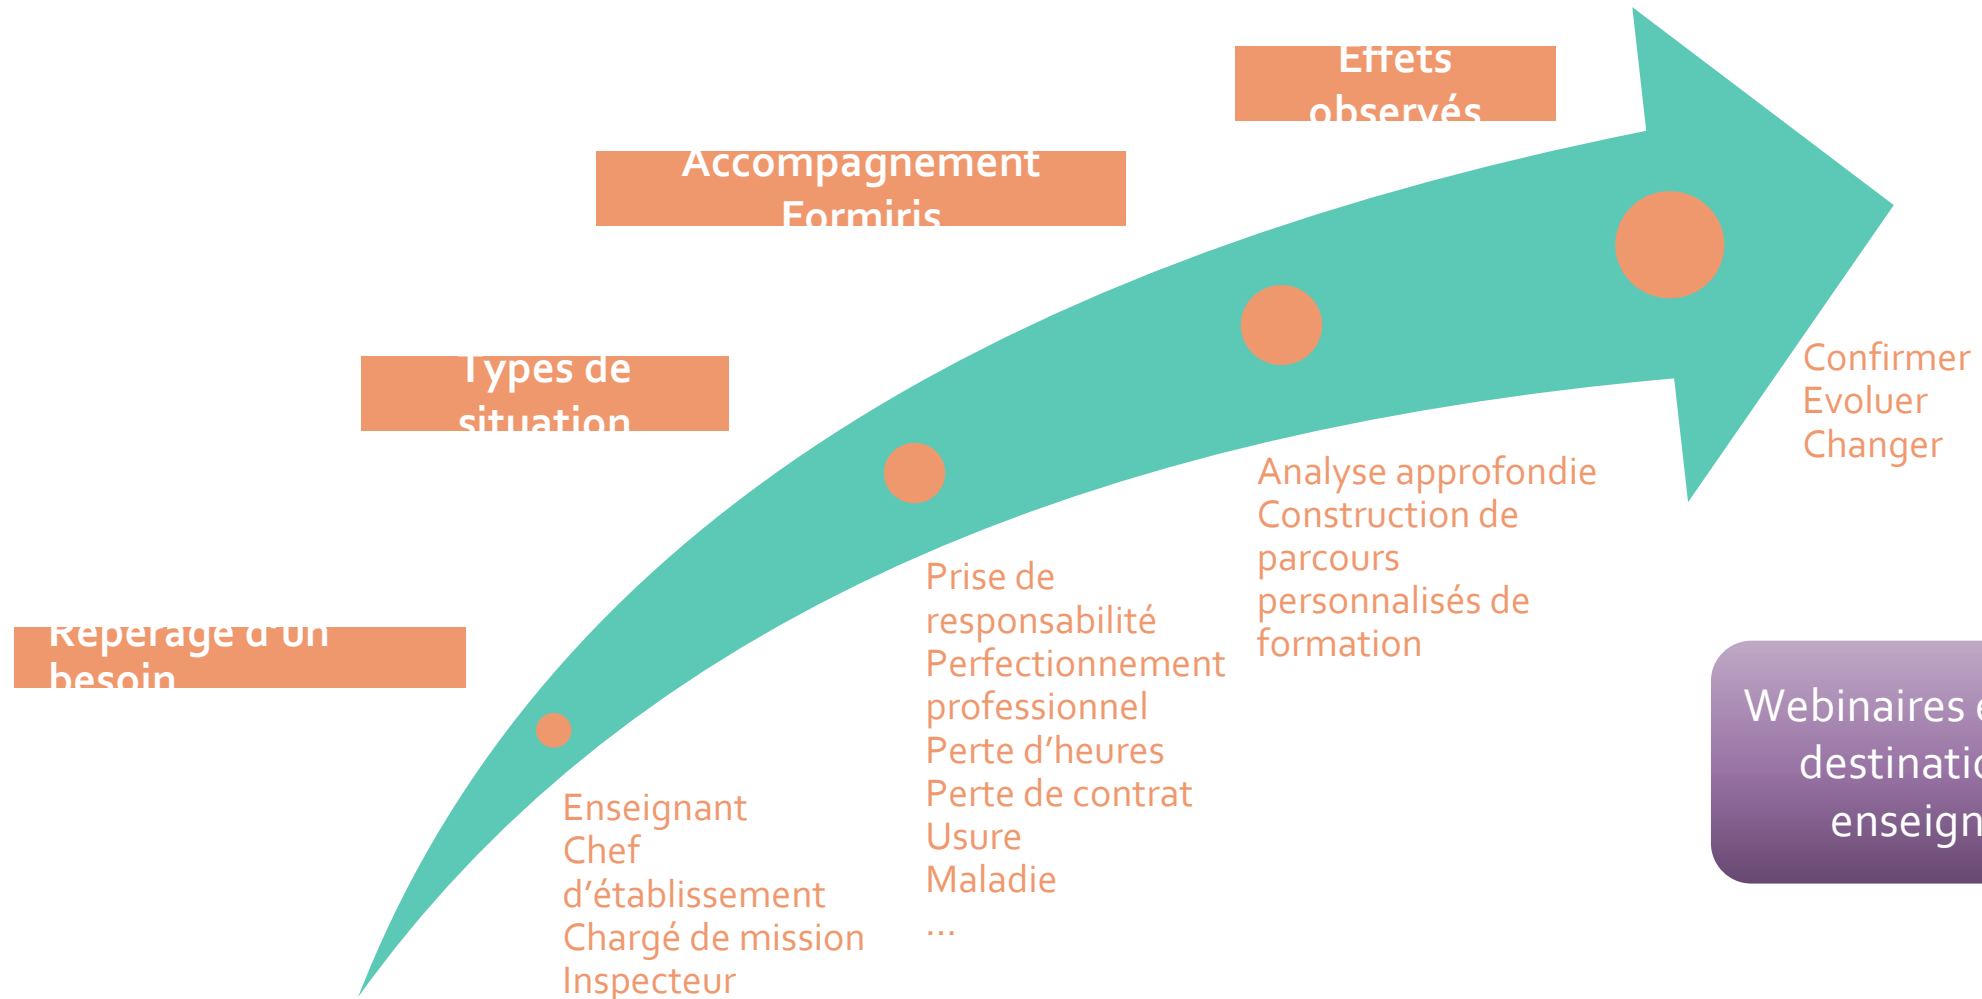 Effets
observés
Accompagnement
Formiris
Types de
situation
Repérage d'un
besoin
Confirmer
Evoluer
Changer
Analyse approfondie
Construction de
parcours
personnalisés de
formation
Prise de
responsabilité
Perfectionnement
professionnel
Perte d'heures
Perte de contrat
Usure
Maladie
...
Enseignant
Chef
d'établissement
Chargé de mission
Inspecteur
Webinaires